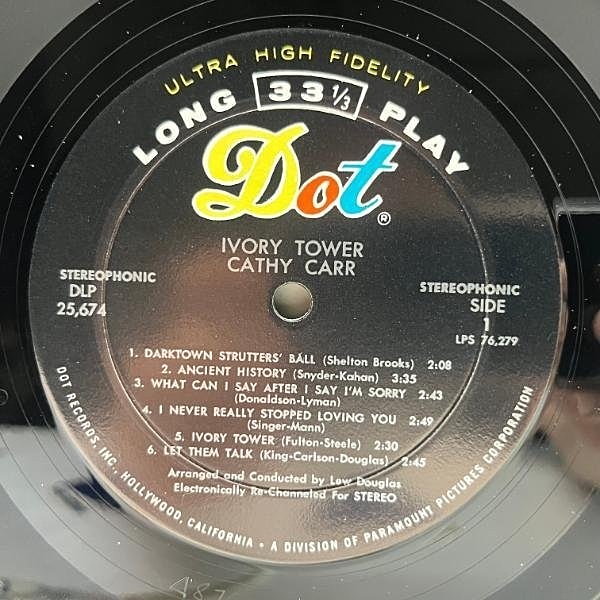 ULTRA HIGH FIDELITY
LONG 33 1/3 PLAY
Dot®
IVORY TOWER
CATHY CARR
STEREOPHONIC
DLP
25,674
STEREOPHONIC
SIDE
1
LPS 76,279
1. DARKTOWN STRUTTERS' BALL (Shelton Brooks) 2:08
2. ANCIENT HISTORY (Snyder-Kahan) 3:35
3. WHAT CAN I SAY AFTER I SAY I'M SORRY 2:43
(Donaldson-Lyman)
4. I NEVER REALLY STOPPED LOVING YOU 2:49
(Singer-Mann)
5. IVORY TOWER (Fulton-Steele) 2:30
6. LET THEM TALK (King-Carlson-Douglas) 2:45
Arranged and Conducted by Lew Douglas
Electronically Re-Channeled For STEREO
DOT RECORDS, INC., HOLLYWOOD, CALIFORNIA • A DIVISION OF PARAMOUNT PICTURES CORPORATION